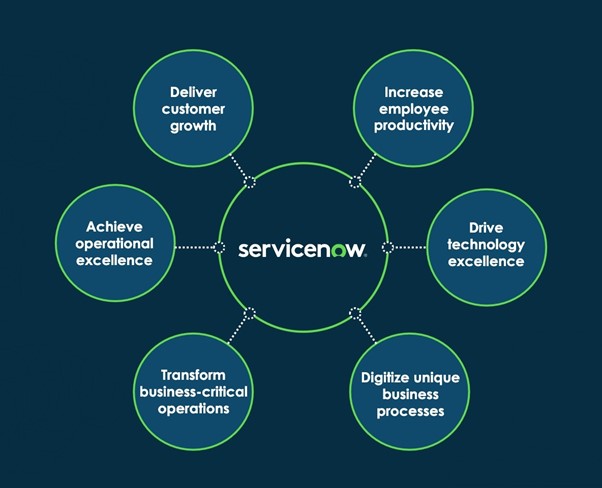 Deliver
customer
growth
Increase
employee
productivity
Achieve
operational
excellence
servicenow®
Drive
technology
excellence
Transform
business-critical
operations
Digitize unique
business
processes